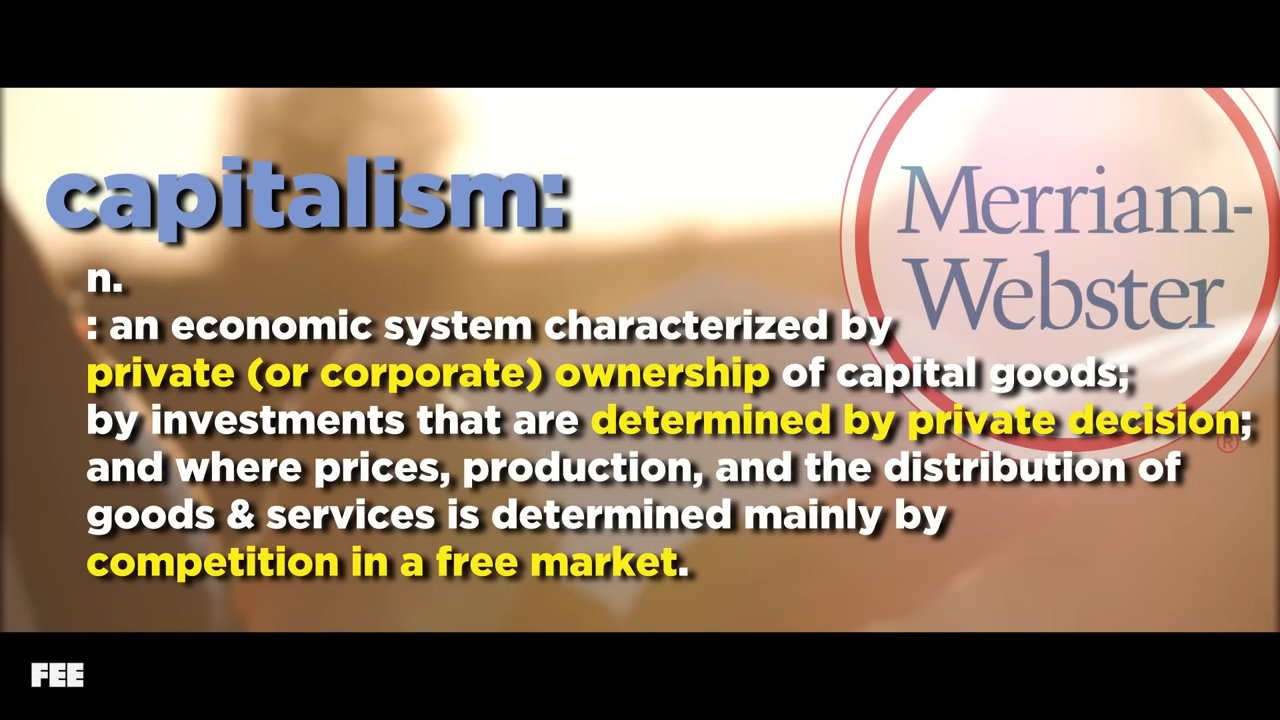 capitalism:
Merriam-
Webster
®
n.
: an economic system characterized by
private (or corporate) ownership of capital goods;
by investments that are determined by private decision;
and where prices, production, and the distribution of
goods & services is determined mainly by
competition in a free market.
FEE